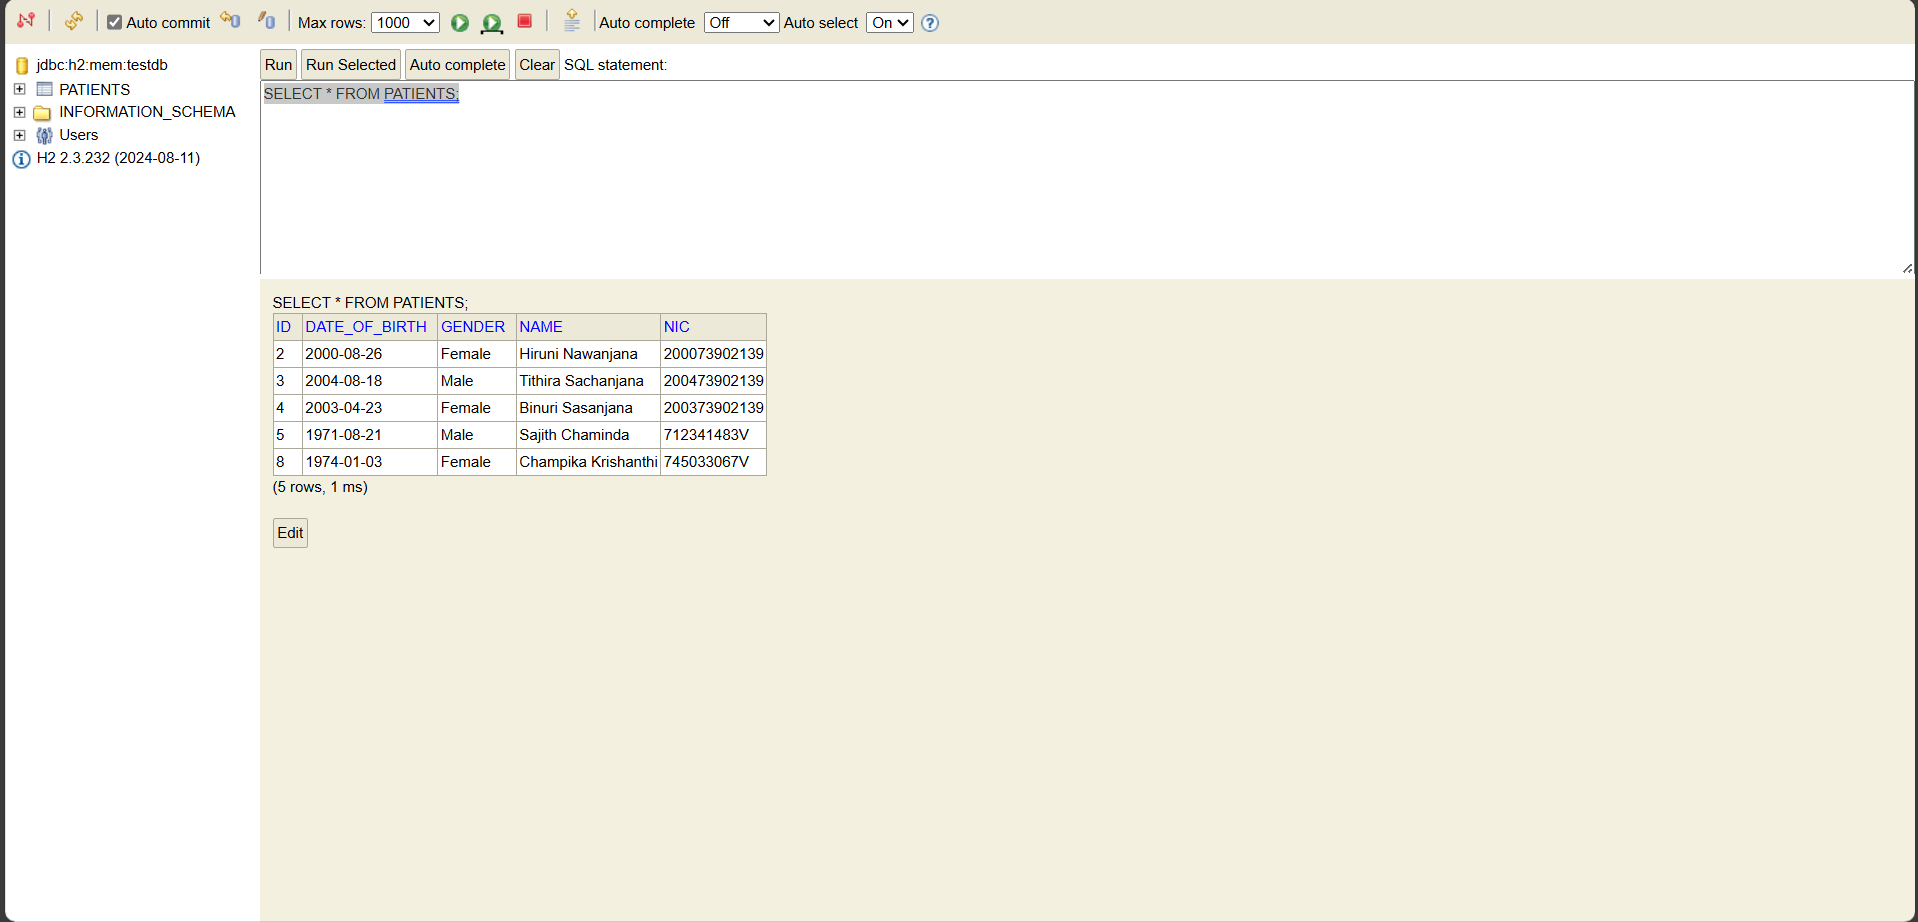 Auto commit Max rows: 1000 Auto complete Off Auto select On ?
jdbc:h2:mem:testdb
PATIENTS
INFORMATION_SCHEMA
Users
H2 2.3.232 (2024-08-11)
Run Run Selected Auto complete Clear SQL statement:
SELECT * FROM PATIENTS;
SELECT * FROM PATIENTS;
ID DATE_OF_BIRTH GENDER NAME NIC
2 2000-08-26 Female Hiruni Nawanjana 200073902139
3 2004-08-18 Male Tithira Sachanjana 200473902139
4 2003-04-23 Female Binuri Sasanjana 200373902139
5 1971-08-21 Male Sajith Chaminda 712341483V
8 1974-01-03 Female Champika Krishanthi 745033067V
(5 rows, 1 ms)
Edit